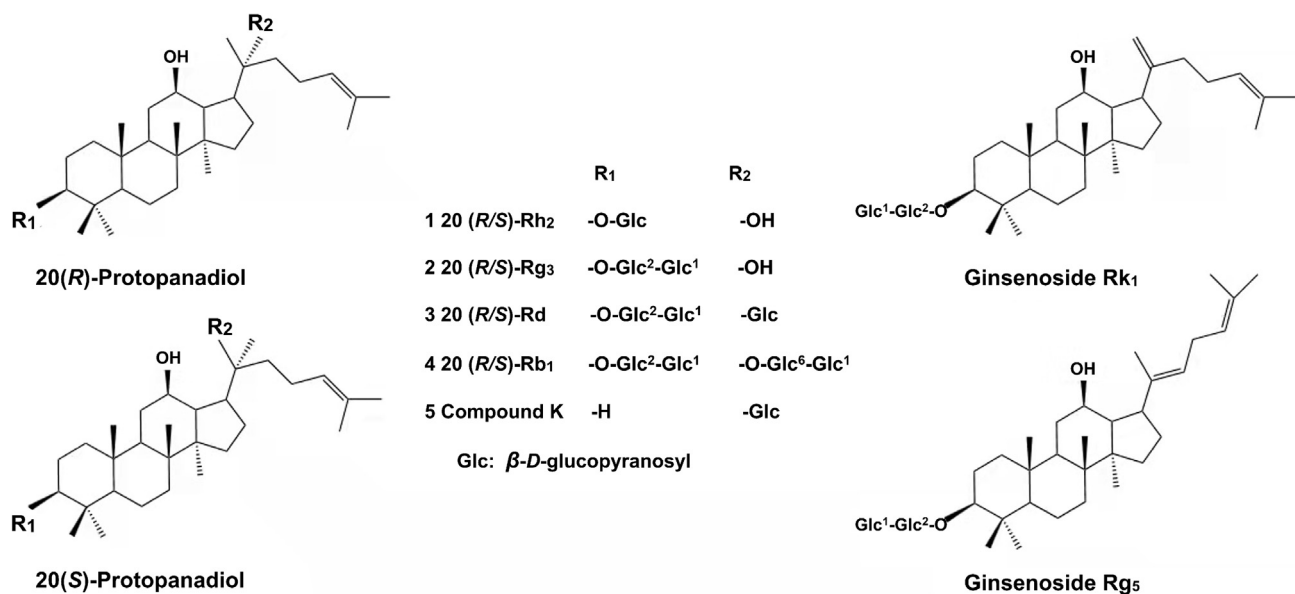 R₂
OH
R₁
20(R)-Protopanadiol
R₂
OH
R₁
20(S)-Protopanadiol
R₁ R₂
1 20 (R/S)-Rh₂ -O-Glc -OH
2 20 (R/S)-Rg₃ -O-Glc²-Glc¹ -OH
3 20 (R/S)-Rd -O-Glc²-Glc¹ -Glc
4 20 (R/S)-Rb₁ -O-Glc²-Glc¹ -O-Glc⁶-Glc¹
5 Compound K -H -Glc
Glc: β-D-glucopyranosyl
OH
Glc¹-Glc²-O
Ginsenoside Rk₁
OH
Glc¹-Glc²-O
Ginsenoside Rg₅